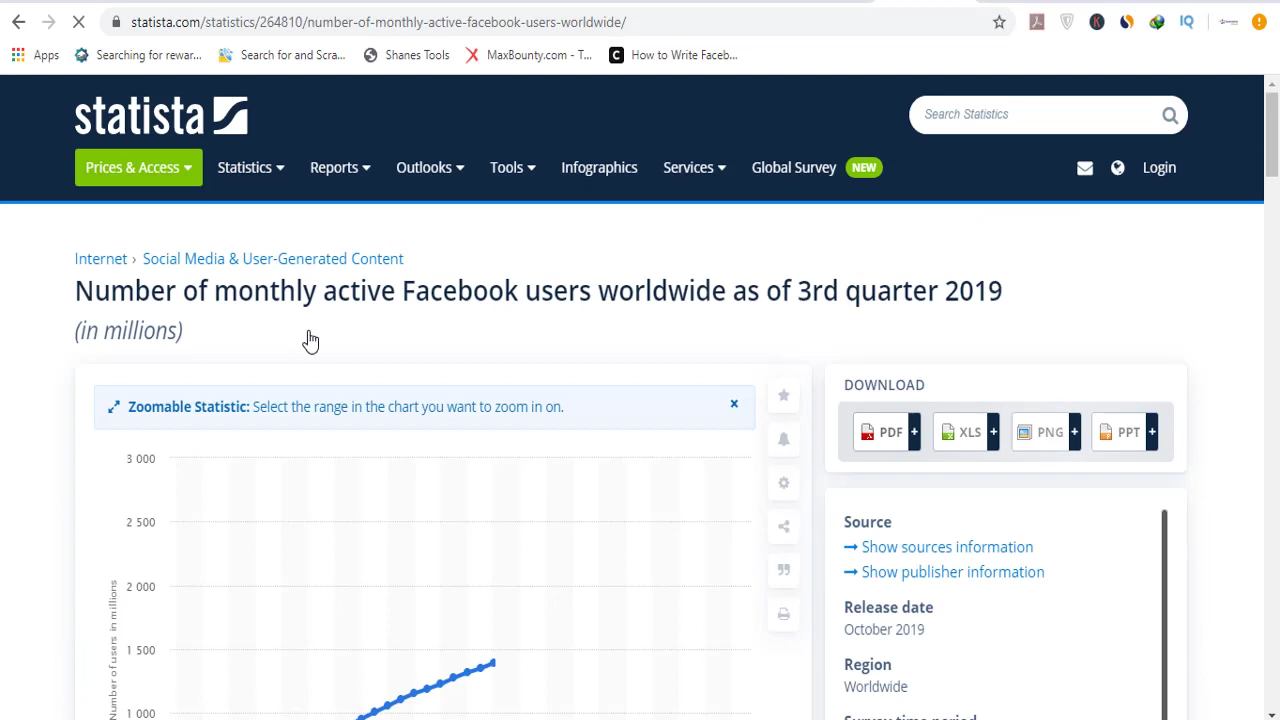 statista.com/statistics/264810/number-of-monthly-active-facebook-users-worldwide/
Apps Searching for rewar... Search for and Scra... Shanes Tools MaxBounty.com - T... How to Write Faceb...
statista
Search Statistics
Prices & Access Statistics Reports Outlooks Tools Infographics Services Global Survey NEW Login
Internet › Social Media & User-Generated Content
Number of monthly active Facebook users worldwide as of 3rd quarter 2019
(in millions)
Zoomable Statistic: Select the range in the chart you want to zoom in on. ×
3 000
2 500
2 000
1 500
1 000
Number of users in millions
DOWNLOAD
PDF + XLS + PNG + PPT +
Source
Show sources information
Show publisher information
Release date
October 2019
Region
Worldwide
Survey time period